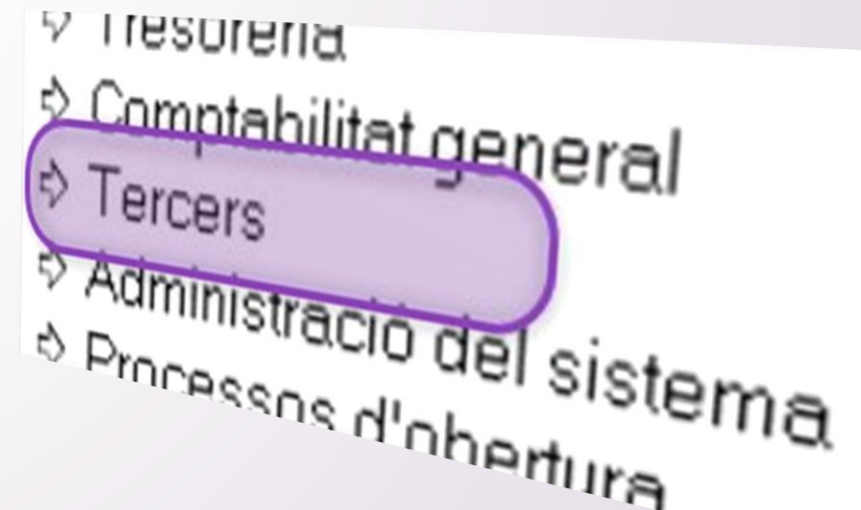 Tresoreria
Comptabilitat general
Tercers
Administració del sistema
Processos d'obertura